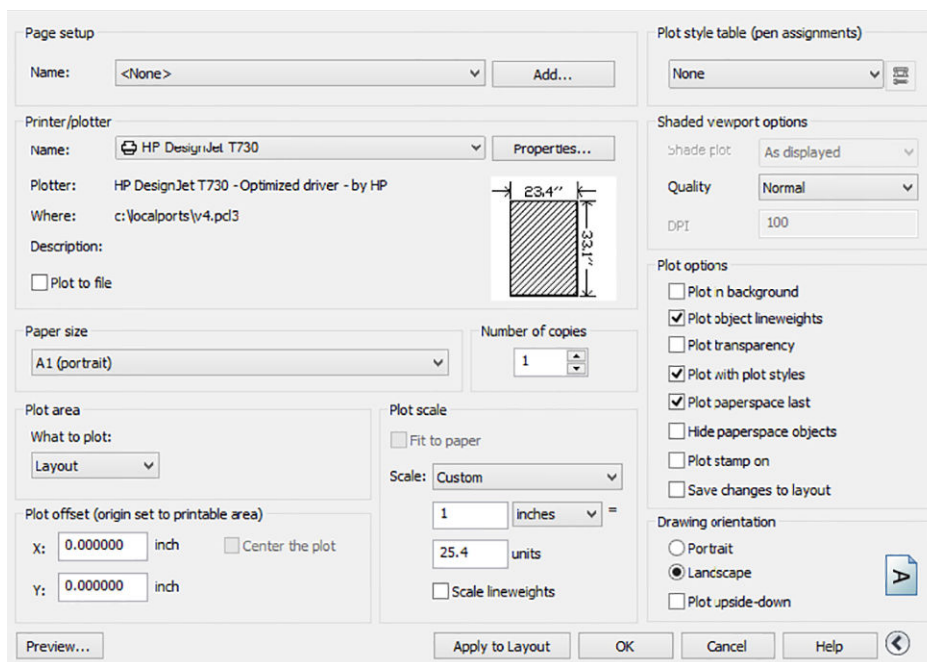 Page setup
Name: <None> Add...
Printer/plotter
Name: HP DesignJet T730 Properties...
Plotter: HP DesignJet T730 - Optimized driver - by HP
Where: c:\localports\v4.pcl3
Description:
Plot to file
23.4″
33.1″
Paper size
A1 (portrait)
Number of copies
1
Plot area
What to plot:
Layout
Plot offset (origin set to printable area)
X: 0.000000 inch Center the plot
Y: 0.000000 inch
Plot scale
Fit to paper
Scale: Custom
1 inches =
25.4 units
Scale lineweights
Plot style table (pen assignments)
None
Shaded viewport options
Shade plot As displayed
Quality Normal
DPI 100
Plot options
Plot in background
Plot object lineweights
Plot transparency
Plot with plot styles
Plot paperspace last
Hide paperspace objects
Plot stamp on
Save changes to layout
Drawing orientation
Portrait
Landscape
Plot upside-down
A
Preview... Apply to Layout OK Cancel Help